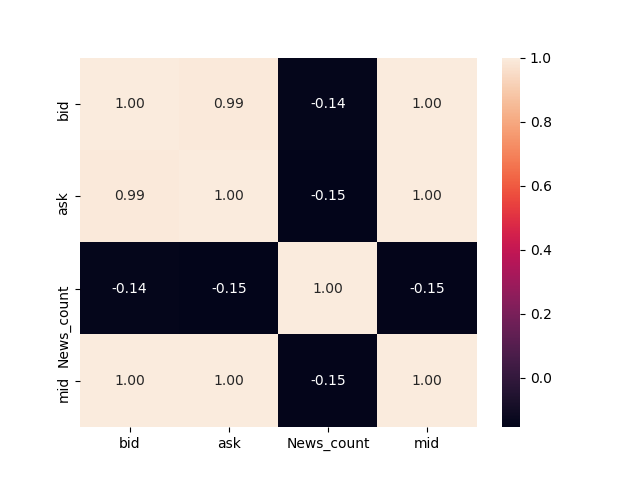 bid 1.00 0.99 -0.14 1.00
ask 0.99 1.00 -0.15 1.00
News_count -0.14 -0.15 1.00 -0.15
mid 1.00 1.00 -0.15 1.00
bid ask News_count mid
1.0
0.8
0.6
0.4
0.2
0.0